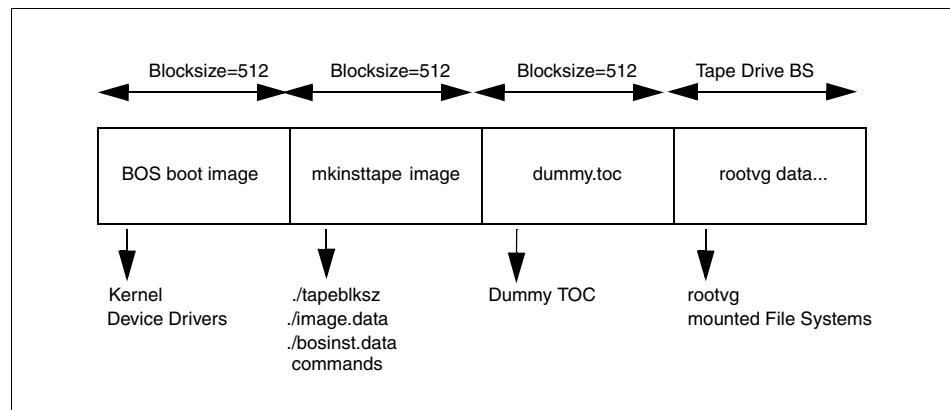 Blocksize=512 Blocksize=512 Blocksize=512 Tape Drive BS
BOS boot image mkinsttape image dummy.toc rootvg data...
Kernel
Device Drivers
./tapeblksz
./image.data
./bosinst.data
commands
Dummy TOC
rootvg
mounted File Systems